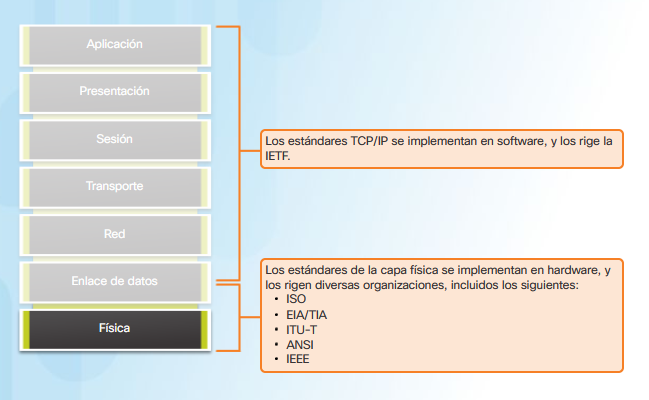 Aplicación
Presentación
Sesión
Transporte
Red
Enlace de datos
Física
Los estándares TCP/IP se implementan en software, y los rige la
IETF.
Los estándares de la capa física se implementan en hardware, y
los rigen diversas organizaciones, incluidos los siguientes:
• ISO
• EIA/TIA
• ITU-T
• ANSI
• IEEE